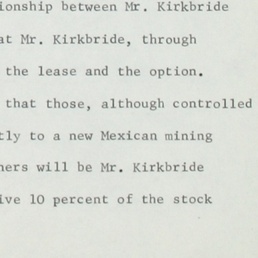 ionship between Mr. Kirkbride
at Mr. Kirkbride, through
the lease and the option.
that those, although controlled
tly to a new Mexican mining
ners will be Mr. Kirkbride
ive 10 percent of the stock